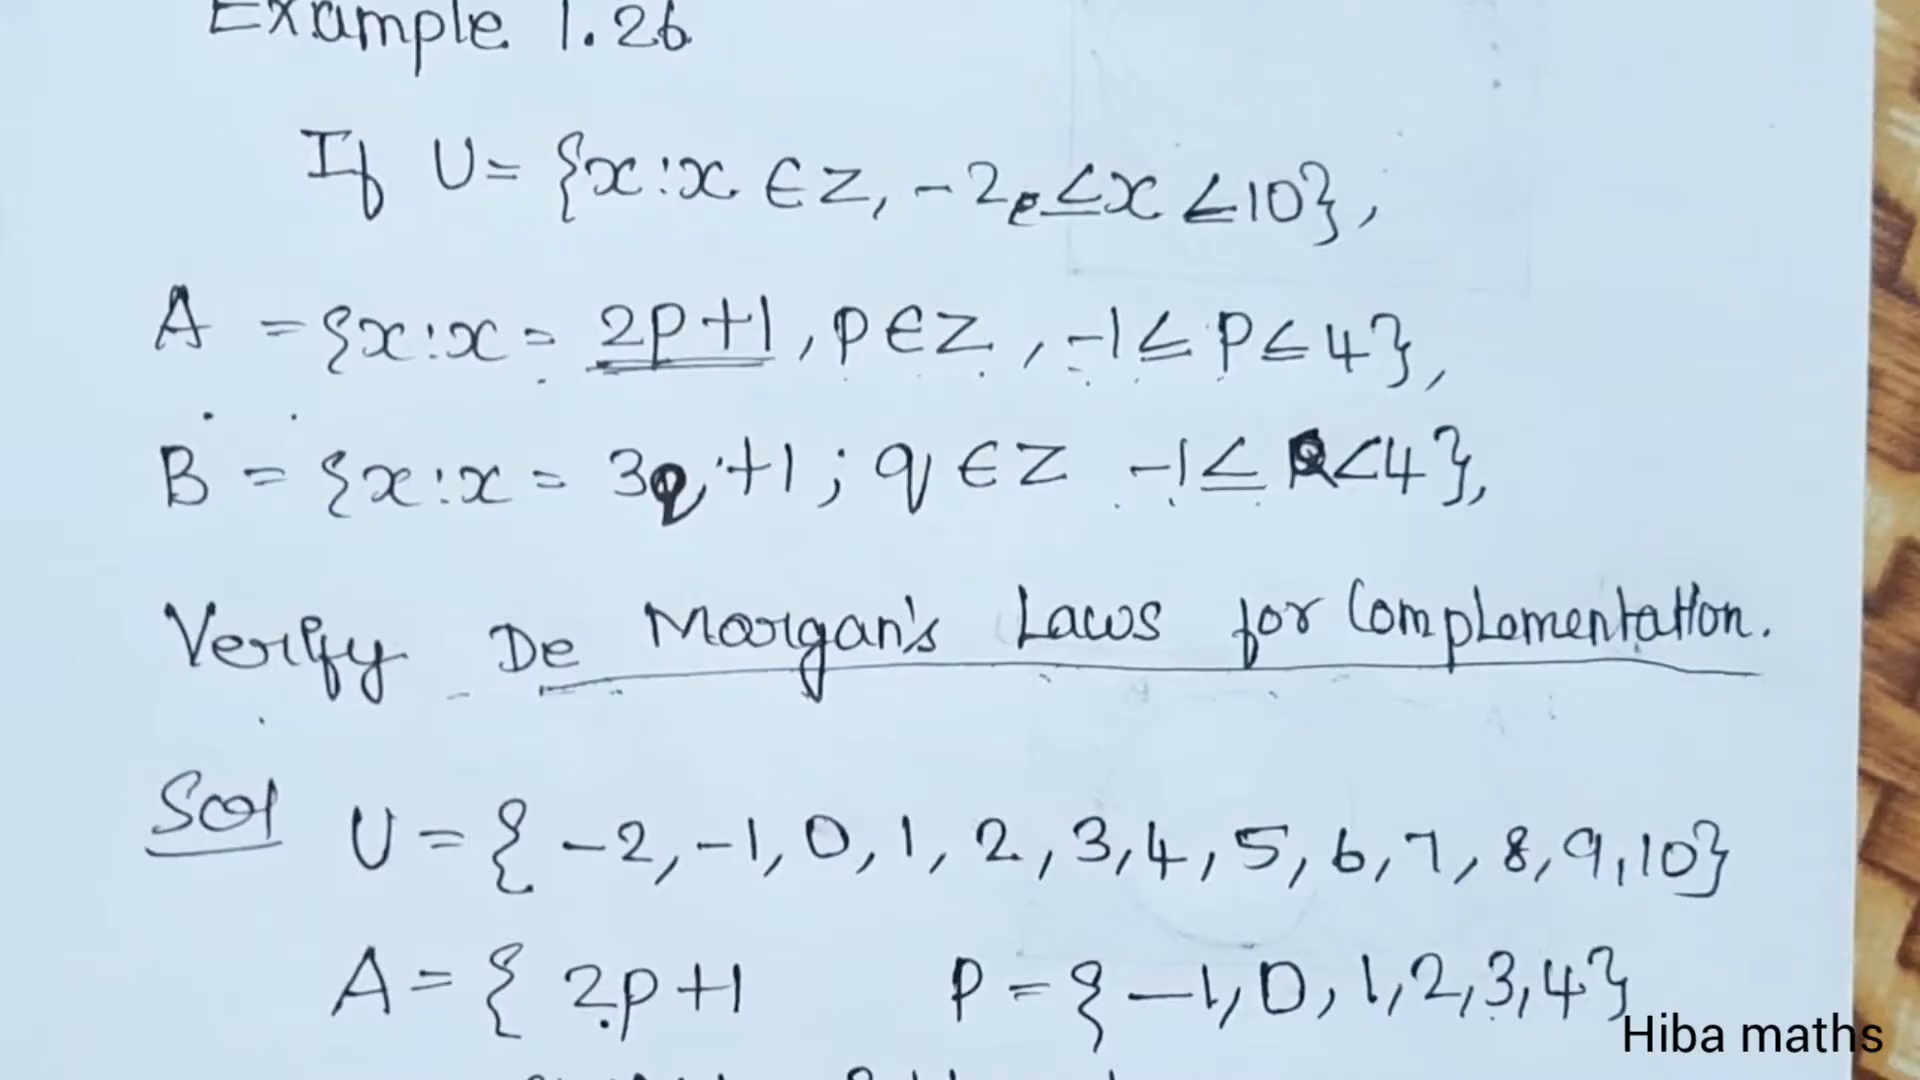 Example 1.26
If U = {x : x ∈ Z, -2 ≤ x ≤ 10},
A = {x : x = 2p+1, p ∈ Z, -1 ≤ p ≤ 4},
B = {x : x = 3q+1; q ∈ Z -1 ≤ q < 4},
Verify De Morgan's Laws for Complementation.
Sol U = { -2, -1, 0, 1, 2, 3, 4, 5, 6, 7, 8, 9, 10}
A = { 2p+1 P = { -1, 0, 1, 2, 3, 4}
Hiba maths